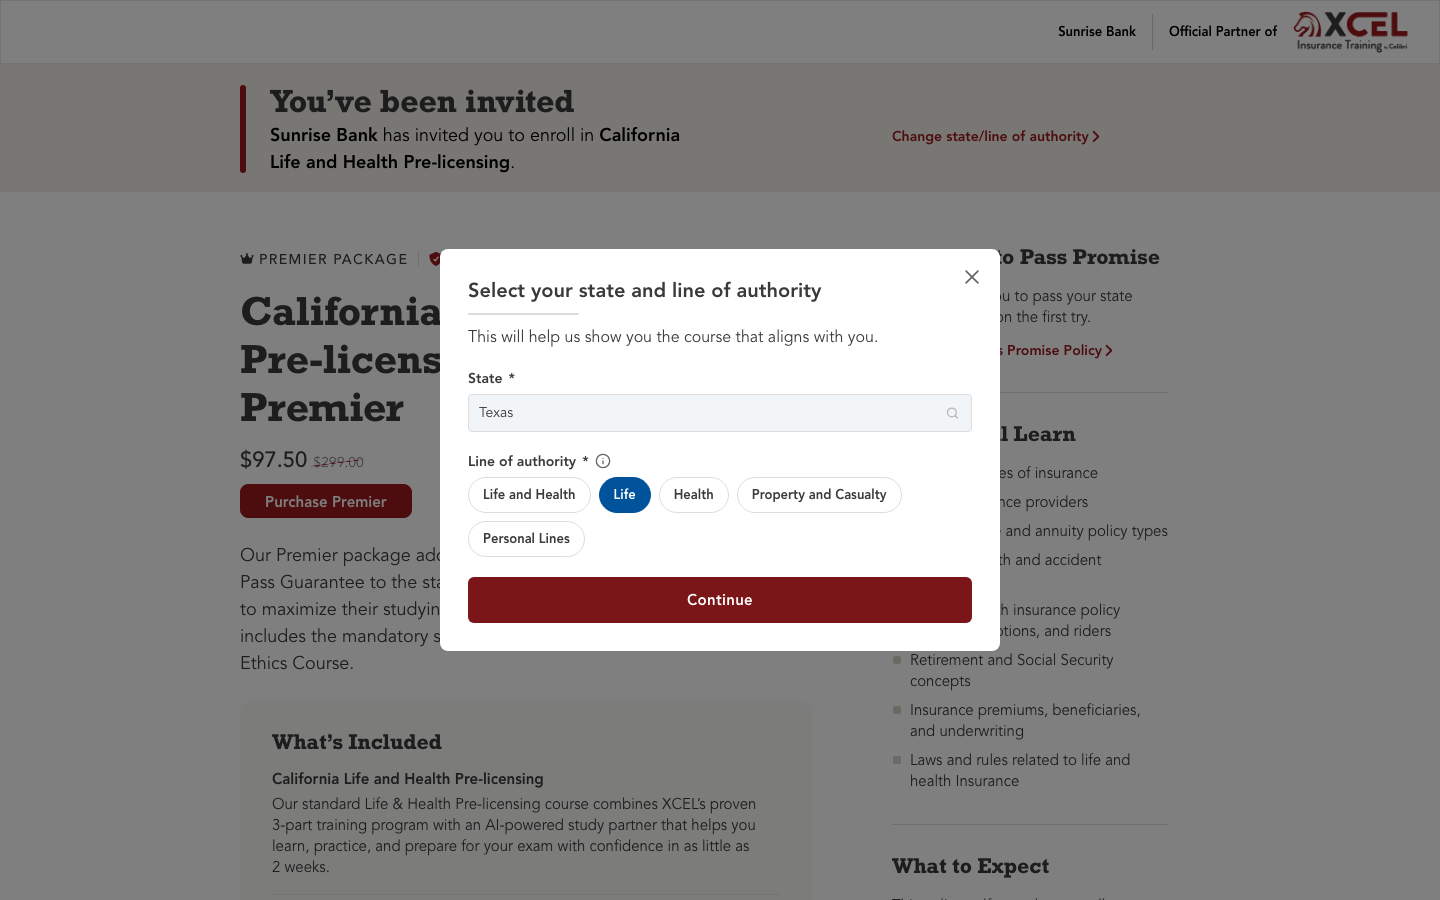 Sunrise Bank
Official Partner of
XCEL
Insurance Training by Colibri
You've been invited
Sunrise Bank has invited you to enroll in California
Life and Health Pre-licensing.
Change state/line of authority
PREMIER PACKAGE
California
Pre-licens
Premier
$97.50 $299.00
Purchase Premier
Our Premier package add
Pass Guarantee to the sta
to maximize their studyin
includes the mandatory s
Ethics Course.
What's Included
California Life and Health Pre-licensing
Our standard Life & Health Pre-licensing course combines XCEL's proven
3-part training program with an AI-powered study partner that helps you
learn, practice, and prepare for your exam with confidence in as little as
2 weeks.
Select your state and line of authority
This will help us show you the course that aligns with you.
State *
Texas
Line of authority *
Life and Health
Life
Health
Property and Casualty
Personal Lines
Continue
to Pass Promise
ou to pass your state
on the first try.
s Promise Policy
l Learn
es of insurance
nce providers
and annuity policy types
th and accident
h insurance policy
otions, and riders
Retirement and Social Security
concepts
Insurance premiums, beneficiaries,
and underwriting
Laws and rules related to life and
health Insurance
What to Expect